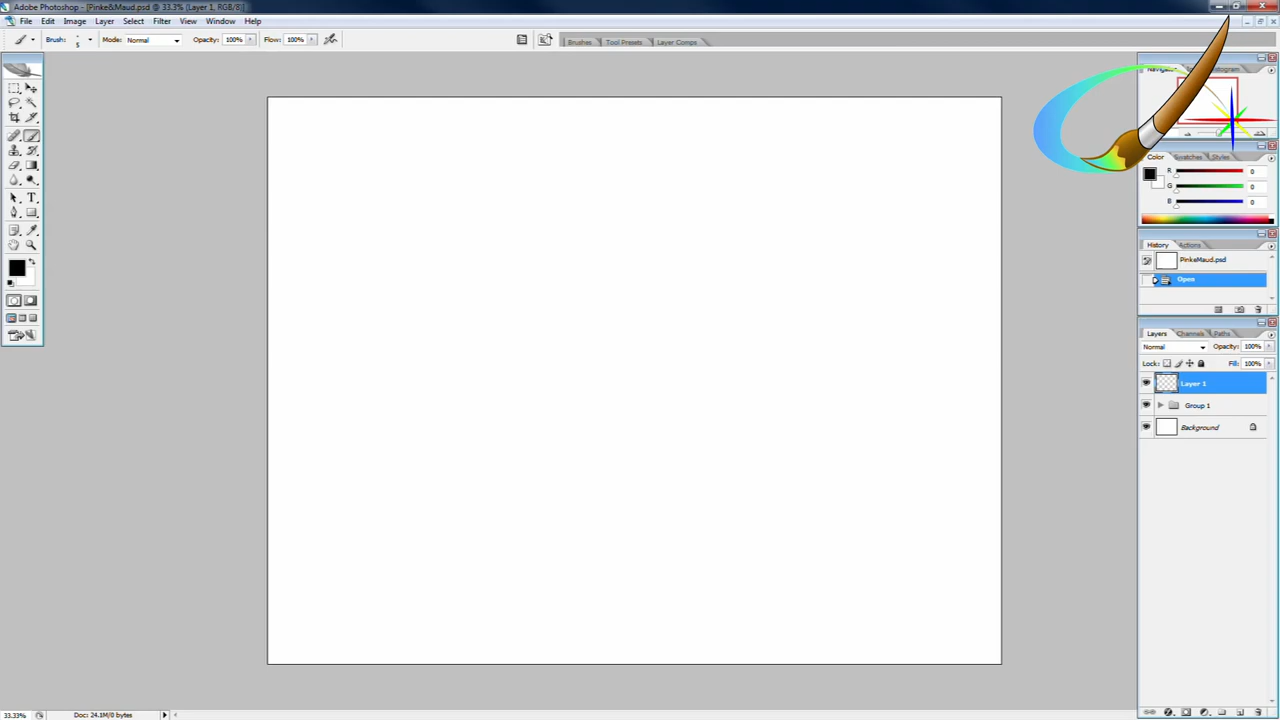 Adobe Photoshop - [Pinke&Maud.psd @ 33.3% (Layer 1, RGB/8)]
File Edit Image Layer Select Filter View Window Help
Brush: 5 Mode: Normal Opacity: 100% Flow: 100% Brushes Tool Presets Layer Comps
Color Swatches Styles
R 0
G 0
B 0
History Actions
PinkeMaud.psd
Open
Layers Channels Paths
Normal Opacity: 100%
Lock: Fill: 100%
Layer 1
Group 1
Background
33.33% Doc: 24.1M/0 bytes